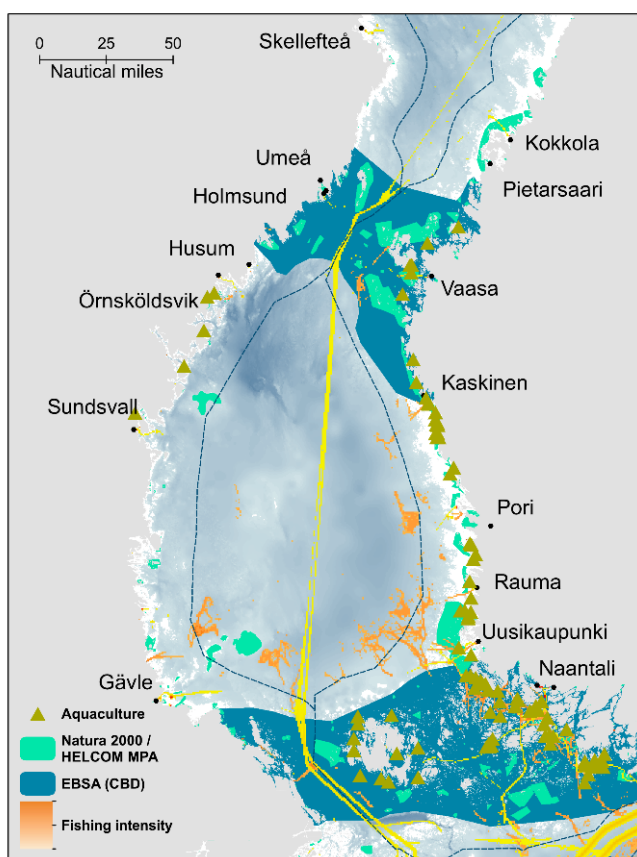 Skellefteå
0 25 50
Nautical miles
Kokkola
Umeå
Pietarsaari
Holmsund
Husum
Vaasa
Örnsköldsvik
Kaskinen
Sundsvall
Pori
Rauma
Uusikaupunki
Naantali
Gävle
Aquaculture
Natura 2000 /
HELCOM MPA
EBSA (CBD)
Fishing intensity